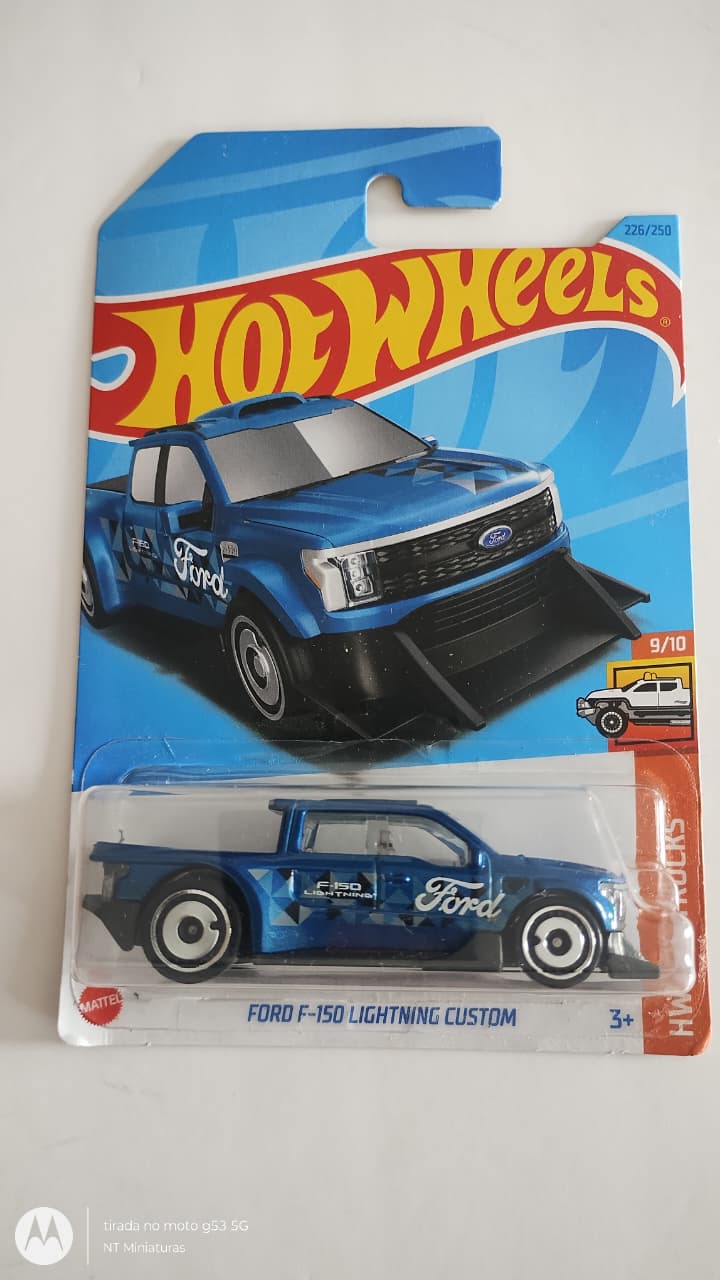 226/250
HOT WHEELS
®
Ford
F-150
Ford
9/10
F-150
LIGHTNING
Ford
HW
MATTEL
FORD F-150 LIGHTNING CUSTOM
3+
tirada no moto g53 5G
NT Miniaturas